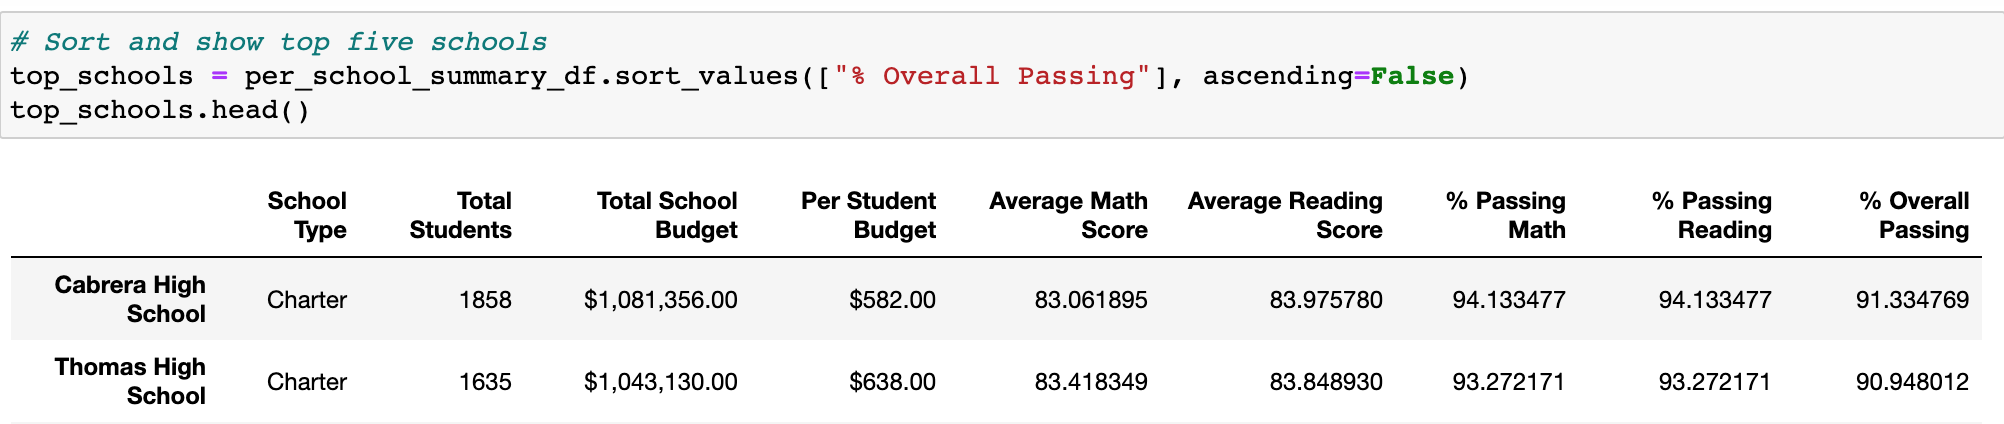 # Sort and show top five schools
top_schools = per_school_summary_df.sort_values(["% Overall Passing"], ascending=False)
top_schools.head()
School Total Total School Per Student Average Math Average Reading % Passing % Passing % Overall
Type Students Budget Budget Score Score Math Reading Passing
Cabrera High
School Charter 1858 $1,081,356.00 $582.00 83.061895 83.975780 94.133477 94.133477 91.334769
Thomas High
School Charter 1635 $1,043,130.00 $638.00 83.418349 83.848930 93.272171 93.272171 90.948012